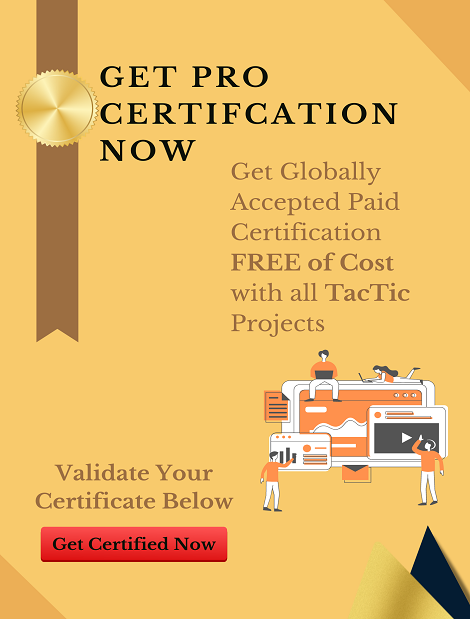 GET PRO
CERTIFCATION
NOW
Get Globally
Accepted Paid
Certification
FREE of Cost
with all TacTic
Projects
Validate Your
Certificate Below
Get Certified Now